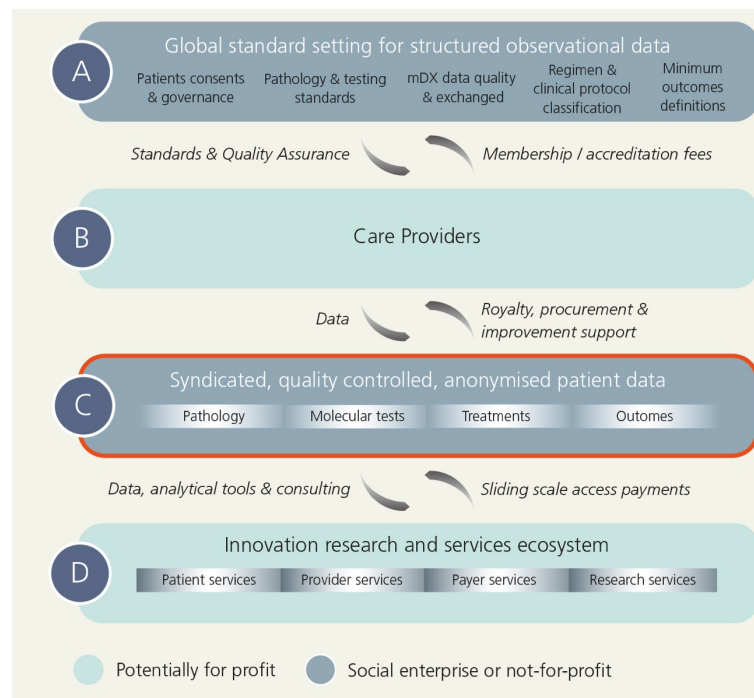 A
Global standard setting for structured observational data
Patients consents
& governance
Pathology & testing
standards
mDX data quality
& exchanged
Regimen &
clinical protocol
classification
Minimum
outcomes
definitions
Standards & Quality Assurance
Membership / accreditation fees
B
Care Providers
Data
Royalty, procurement &
improvement support
C
Syndicated, quality controlled, anonymised patient data
Pathology
Molecular tests
Treatments
Outcomes
Data, analytical tools & consulting
Sliding scale access payments
D
Innovation research and services ecosystem
Patient services
Provider services
Payer services
Research services
Potentially for profit
Social enterprise or not-for-profit